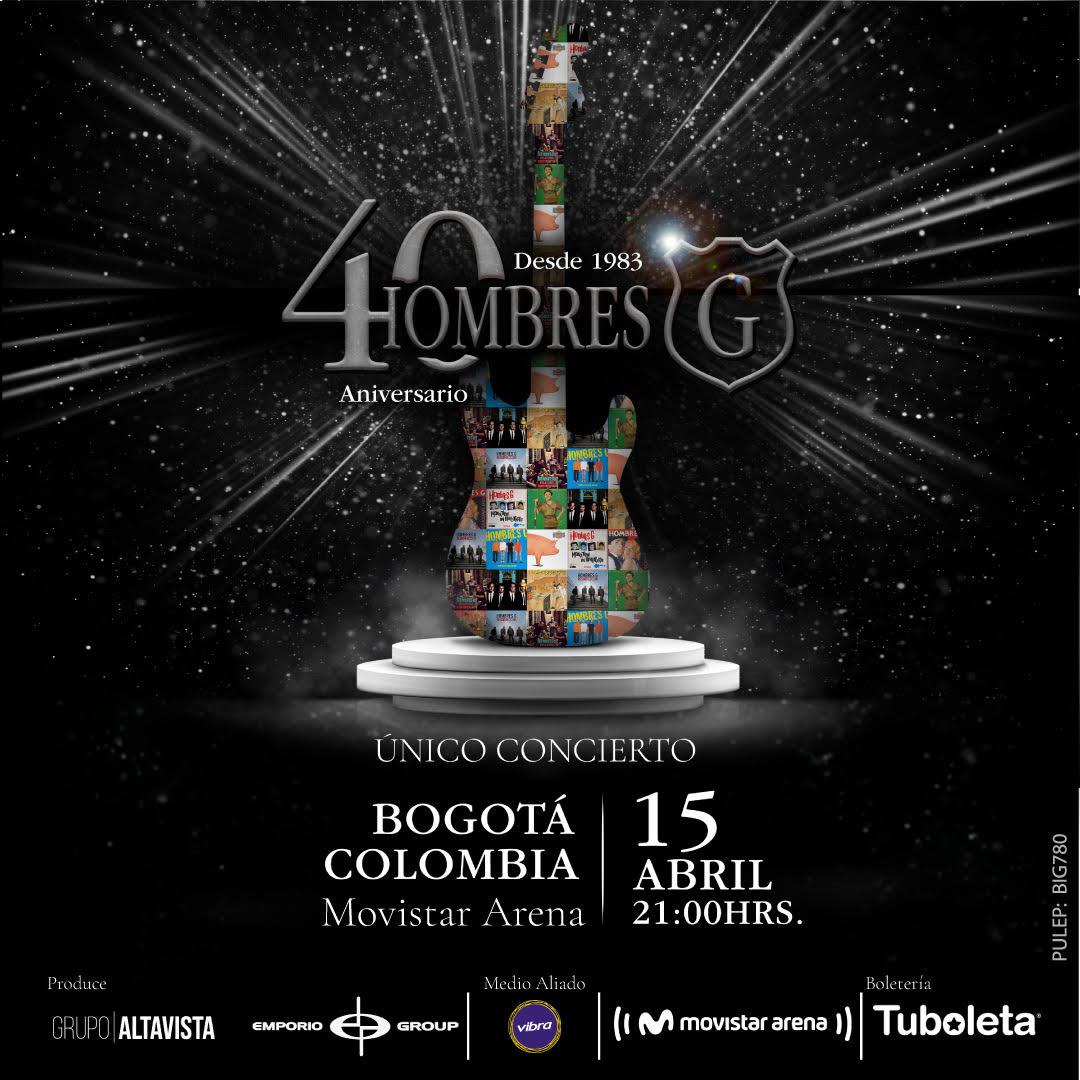 40
Desde 1983
HOMBRES G
Aniversario
ÚNICO CONCIERTO
BOGOTÁ
COLOMBIA
Movistar Arena
15
ABRIL
21:00HRS.
PULEP: BIG780
Produce
GRUPO ALTAVISTA
EMPORIO GROUP
Medio Aliado
vibra
movistar arena
Boletería
Tuboleta